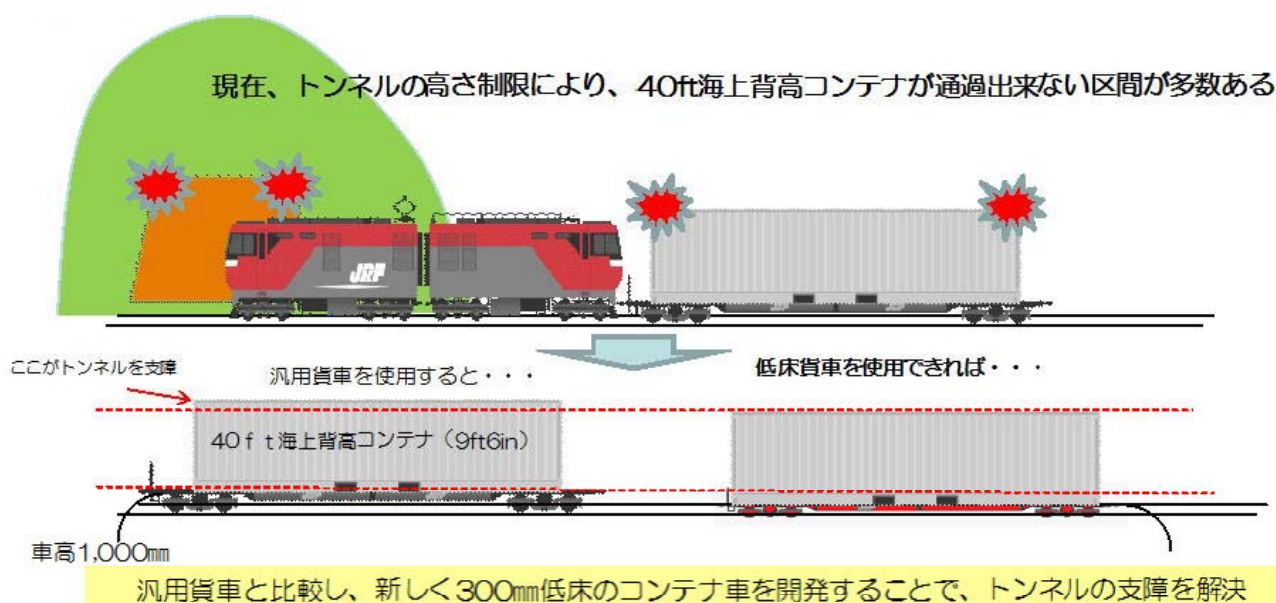 現在、トンネルの高さ制限により、40ft海上背高コンテナが通過出来ない区間が多数ある
JRF
ここがトンネルを支障
汎用貨車を使用すると・・・
低床貨車を使用できれば・・・
40ft海上背高コンテナ（9ft6in）
車高1,000㎜
汎用貨車と比較し、新しく300㎜低床のコンテナ車を開発することで、トンネルの支障を解決